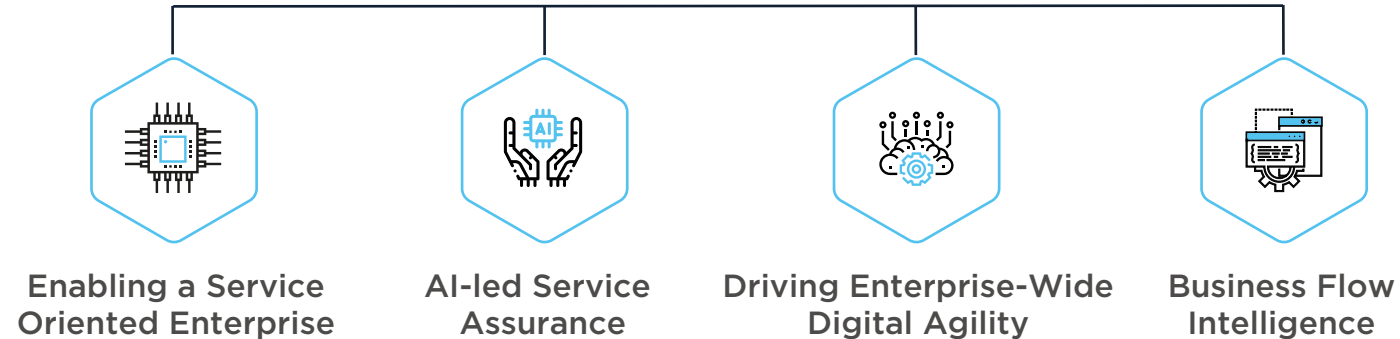 AI
Enabling a Service
Oriented Enterprise
AI-led Service
Assurance
Driving Enterprise-Wide
Digital Agility
Business Flow
Intelligence